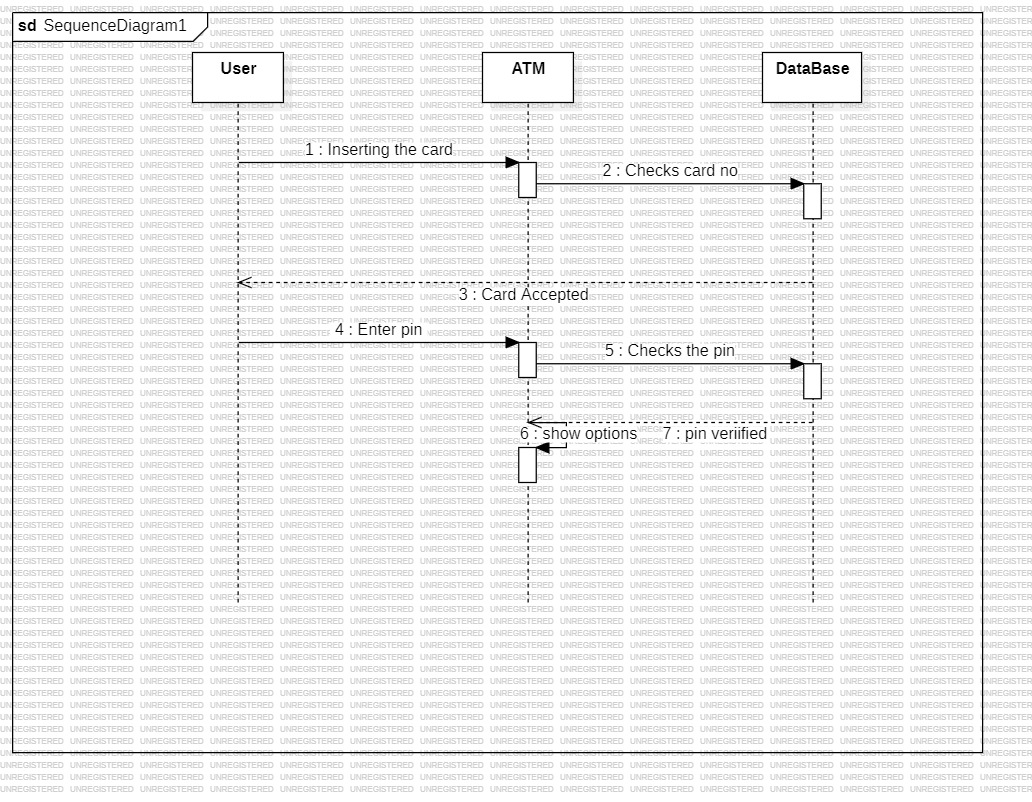 sd SequenceDiagram1
User
ATM
DataBase
1 : Inserting the card
2 : Checks card no
3 : Card Accepted
4 : Enter pin
5 : Checks the pin
6 : show options
7 : pin veriified
UNREGISTERED